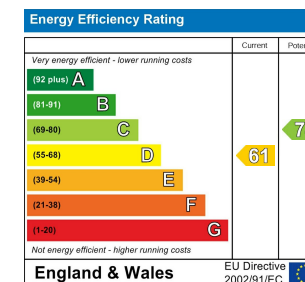 Energy Efficiency Rating
Current
Very energy efficient - lower running costs
(92 plus) A
(81-91) B
(69-80) C
(55-68) D
61
(39-54) E
(21-38) F
(1-20) G
Not energy efficient - higher running costs
England & Wales
EU Directive
2002/91/EC